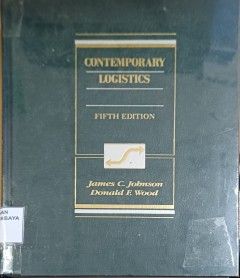 CONTEMPORARY
LOGISTICS
FIFTH EDITION
James C. Johnson
Donald F. Wood